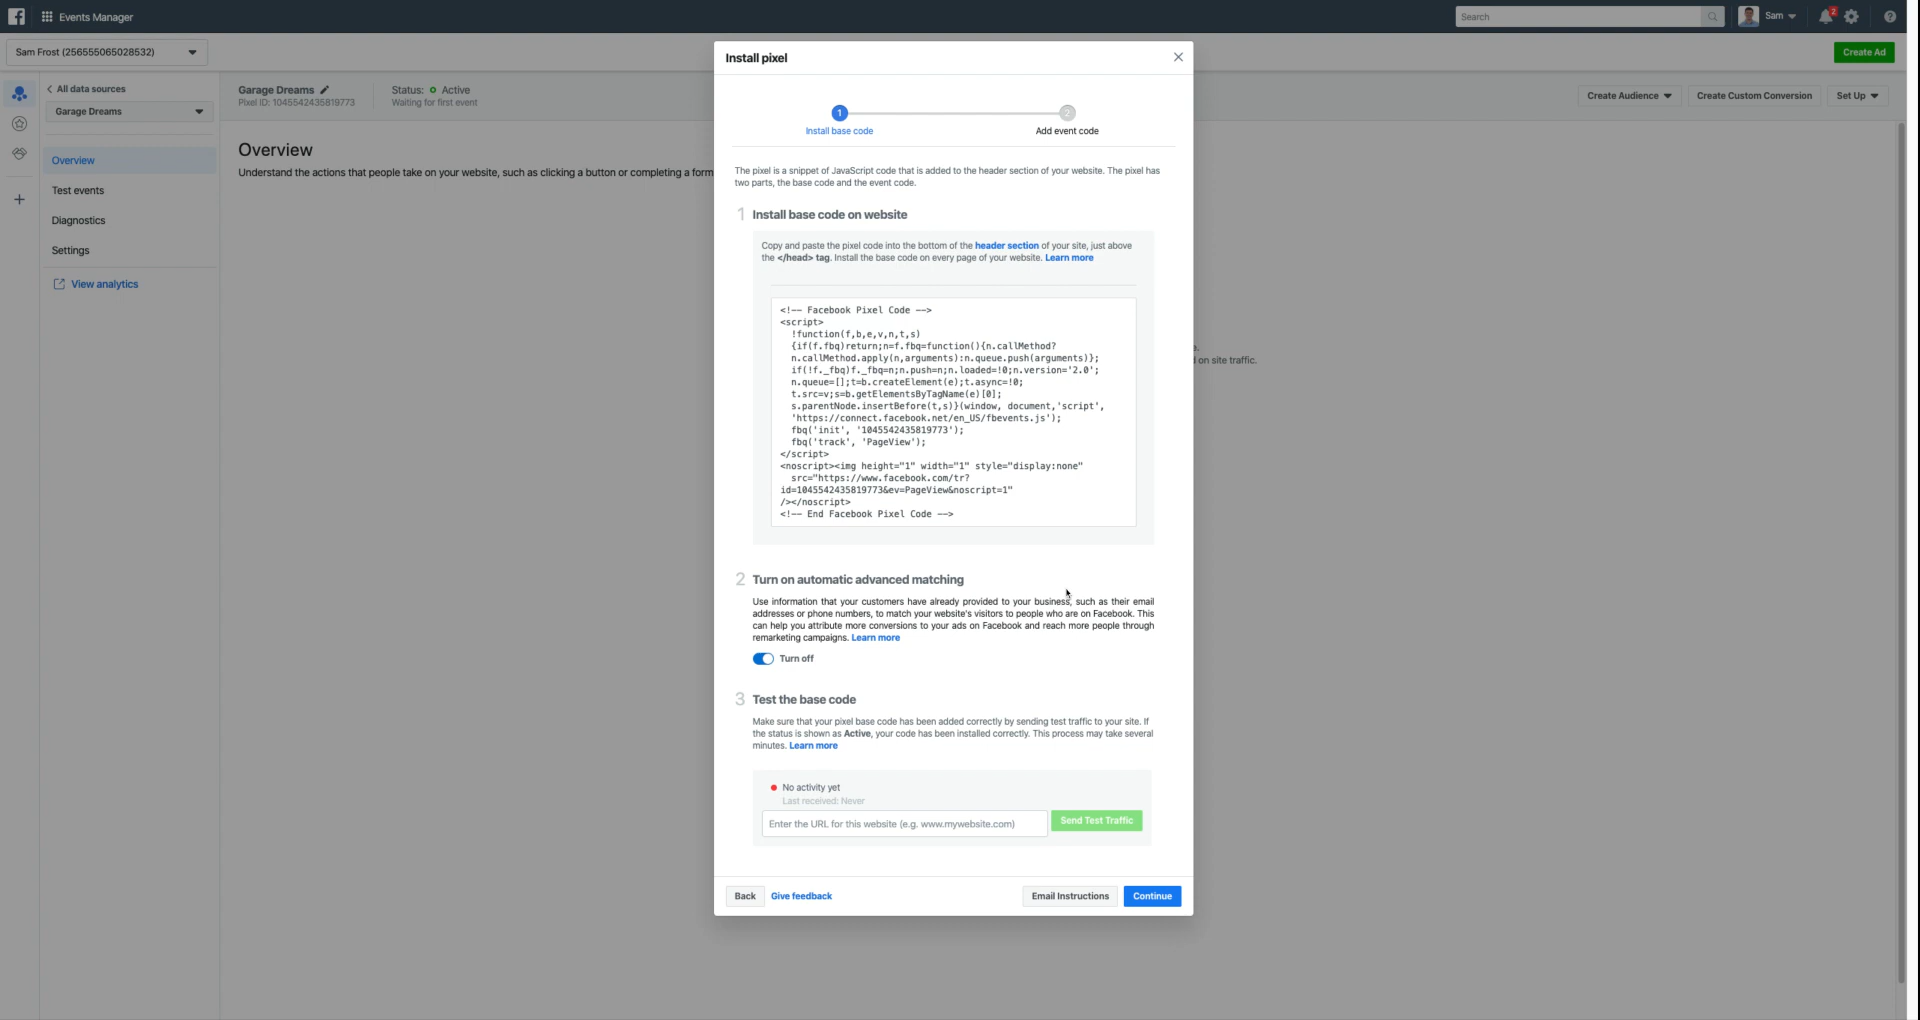 Events Manager
Search
Sam
2
Sam Frost (256555065028532)
Create Ad
All data sources
Garage Dreams
Garage Dreams
Pixel ID: 1045542435819773
Status: Active
Waiting for first event
Create Audience
Create Custom Conversion
Set Up
Overview
Test events
Diagnostics
Settings
View analytics
Overview
Understand the actions that people take on your website, such as clicking a button or completing a form
on site traffic.
Install pixel
1
2
Install base code
Add event code
The pixel is a snippet of JavaScript code that is added to the header section of your website. The pixel has
two parts, the base code and the event code.
1 Install base code on website
Copy and paste the pixel code into the bottom of the header section of your site, just above
the </head> tag. Install the base code on every page of your website. Learn more
<!-- Facebook Pixel Code -->
<script>
!function(f,b,e,v,n,t,s)
{if(f.fbq)return;n=f.fbq=function(){n.callMethod?
n.callMethod.apply(n,arguments):n.queue.push(arguments)};
if(!f._fbq)f._fbq=n;n.push=n;n.loaded=!0;n.version='2.0';
n.queue=[];t=b.createElement(e);t.async=!0;
t.src=v;s=b.getElementsByTagName(e)[0];
s.parentNode.insertBefore(t,s)}(window, document,'script',
'https://connect.facebook.net/en_US/fbevents.js');
fbq('init', '1045542435819773');
fbq('track', 'PageView');
</script>
<noscript><img height="1" width="1" style="display:none"
src="https://www.facebook.com/tr?
id=1045542435819773&ev=PageView&noscript=1"
/></noscript>
<!-- End Facebook Pixel Code -->
2 Turn on automatic advanced matching
Use information that your customers have already provided to your business, such as their email
addresses or phone numbers, to match your website's visitors to people who are on Facebook. This
can help you attribute more conversions to your ads on Facebook and reach more people through
remarketing campaigns. Learn more
Turn off
3 Test the base code
Make sure that your pixel base code has been added correctly by sending test traffic to your site. If
the status is shown as Active, your code has been installed correctly. This process may take several
minutes. Learn more
No activity yet
Last received: Never
Enter the URL for this website (e.g. www.mywebsite.com)
Send Test Traffic
Back
Give feedback
Email Instructions
Continue